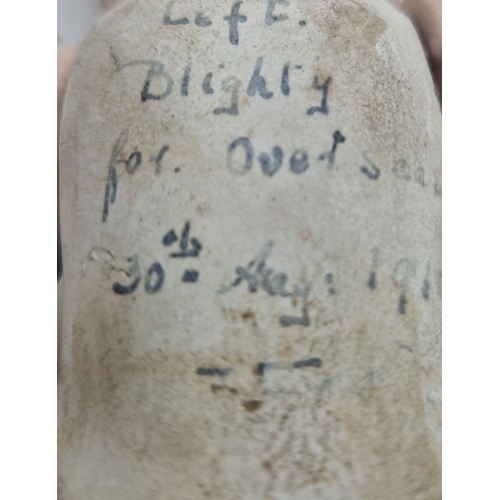 Left.
Blighty
for. Overseas
30th Aug: 191